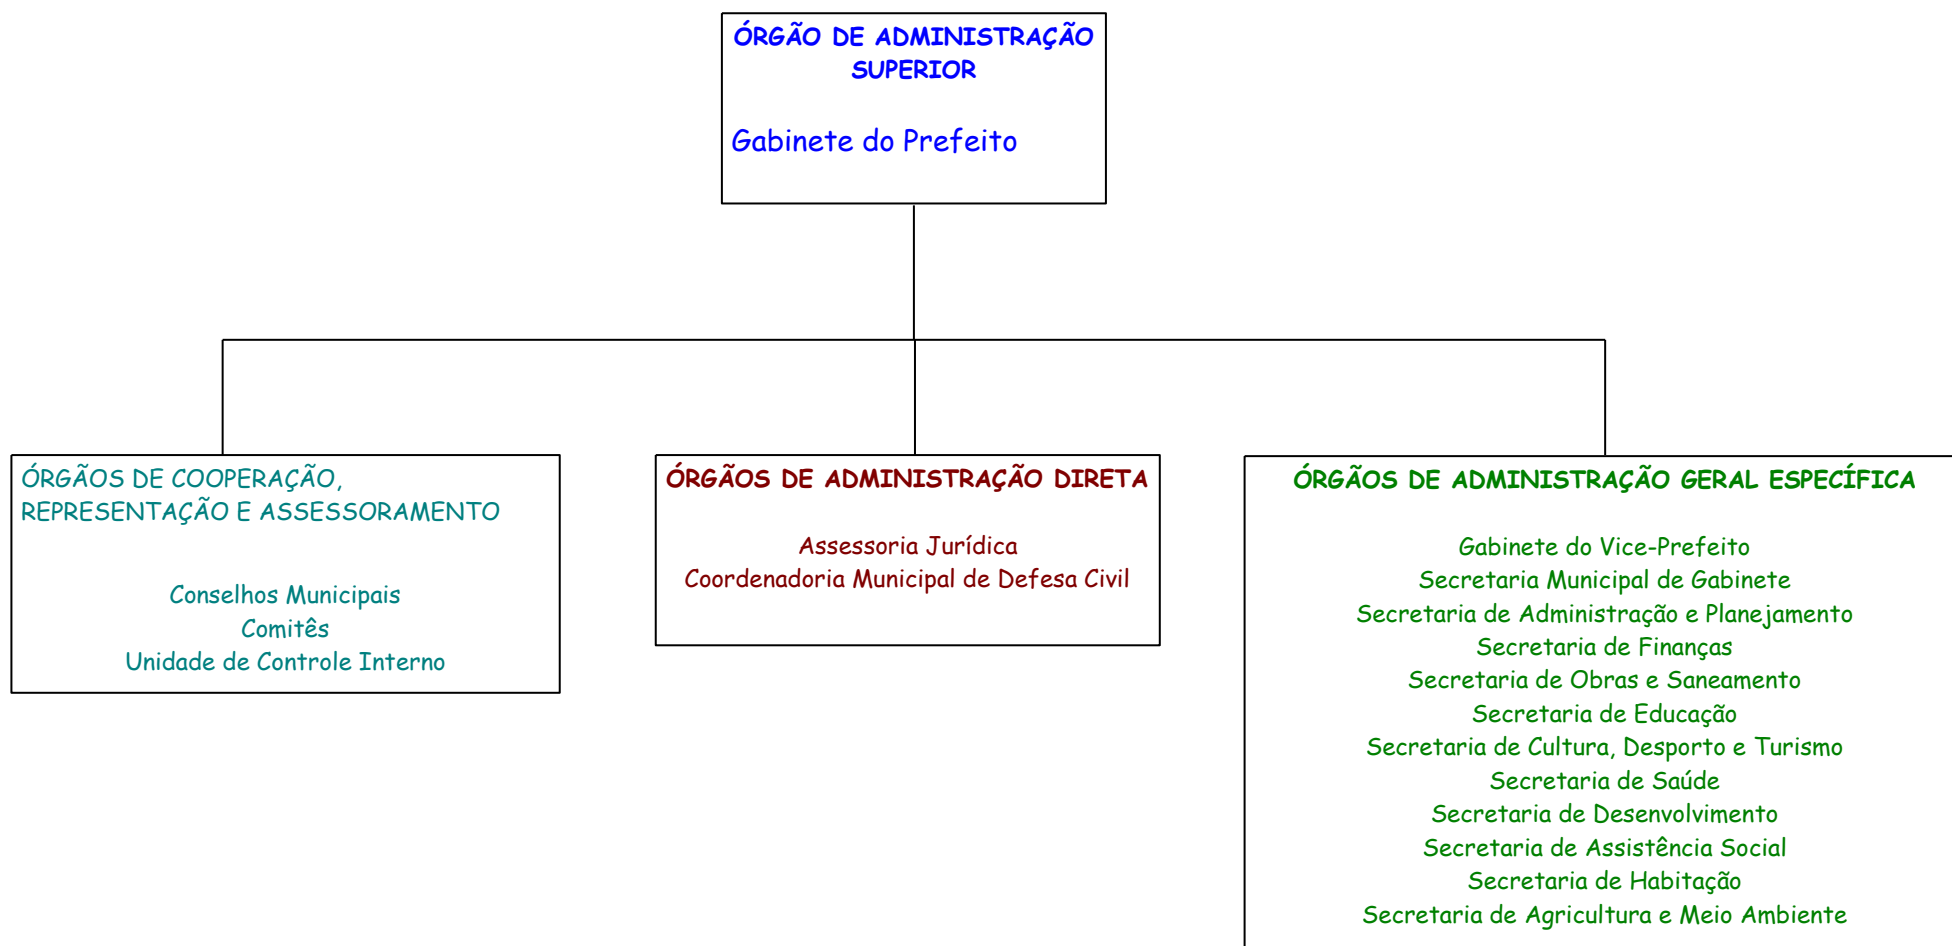 ÓRGÃO DE ADMINISTRAÇÃO
SUPERIOR
Gabinete do Prefeito
ÓRGÃOS DE COOPERAÇÃO,
REPRESENTAÇÃO E ASSESSORAMENTO
Conselhos Municipais
Comitês
Unidade de Controle Interno
ÓRGÃOS DE ADMINISTRAÇÃO DIRETA
Assessoria Jurídica
Coordenadoria Municipal de Defesa Civil
ÓRGÃOS DE ADMINISTRAÇÃO GERAL ESPECÍFICA
Gabinete do Vice-Prefeito
Secretaria Municipal de Gabinete
Secretaria de Administração e Planejamento
Secretaria de Finanças
Secretaria de Obras e Saneamento
Secretaria de Educação
Secretaria de Cultura, Desporto e Turismo
Secretaria de Saúde
Secretaria de Desenvolvimento
Secretaria de Assistência Social
Secretaria de Habitação
Secretaria de Agricultura e Meio Ambiente